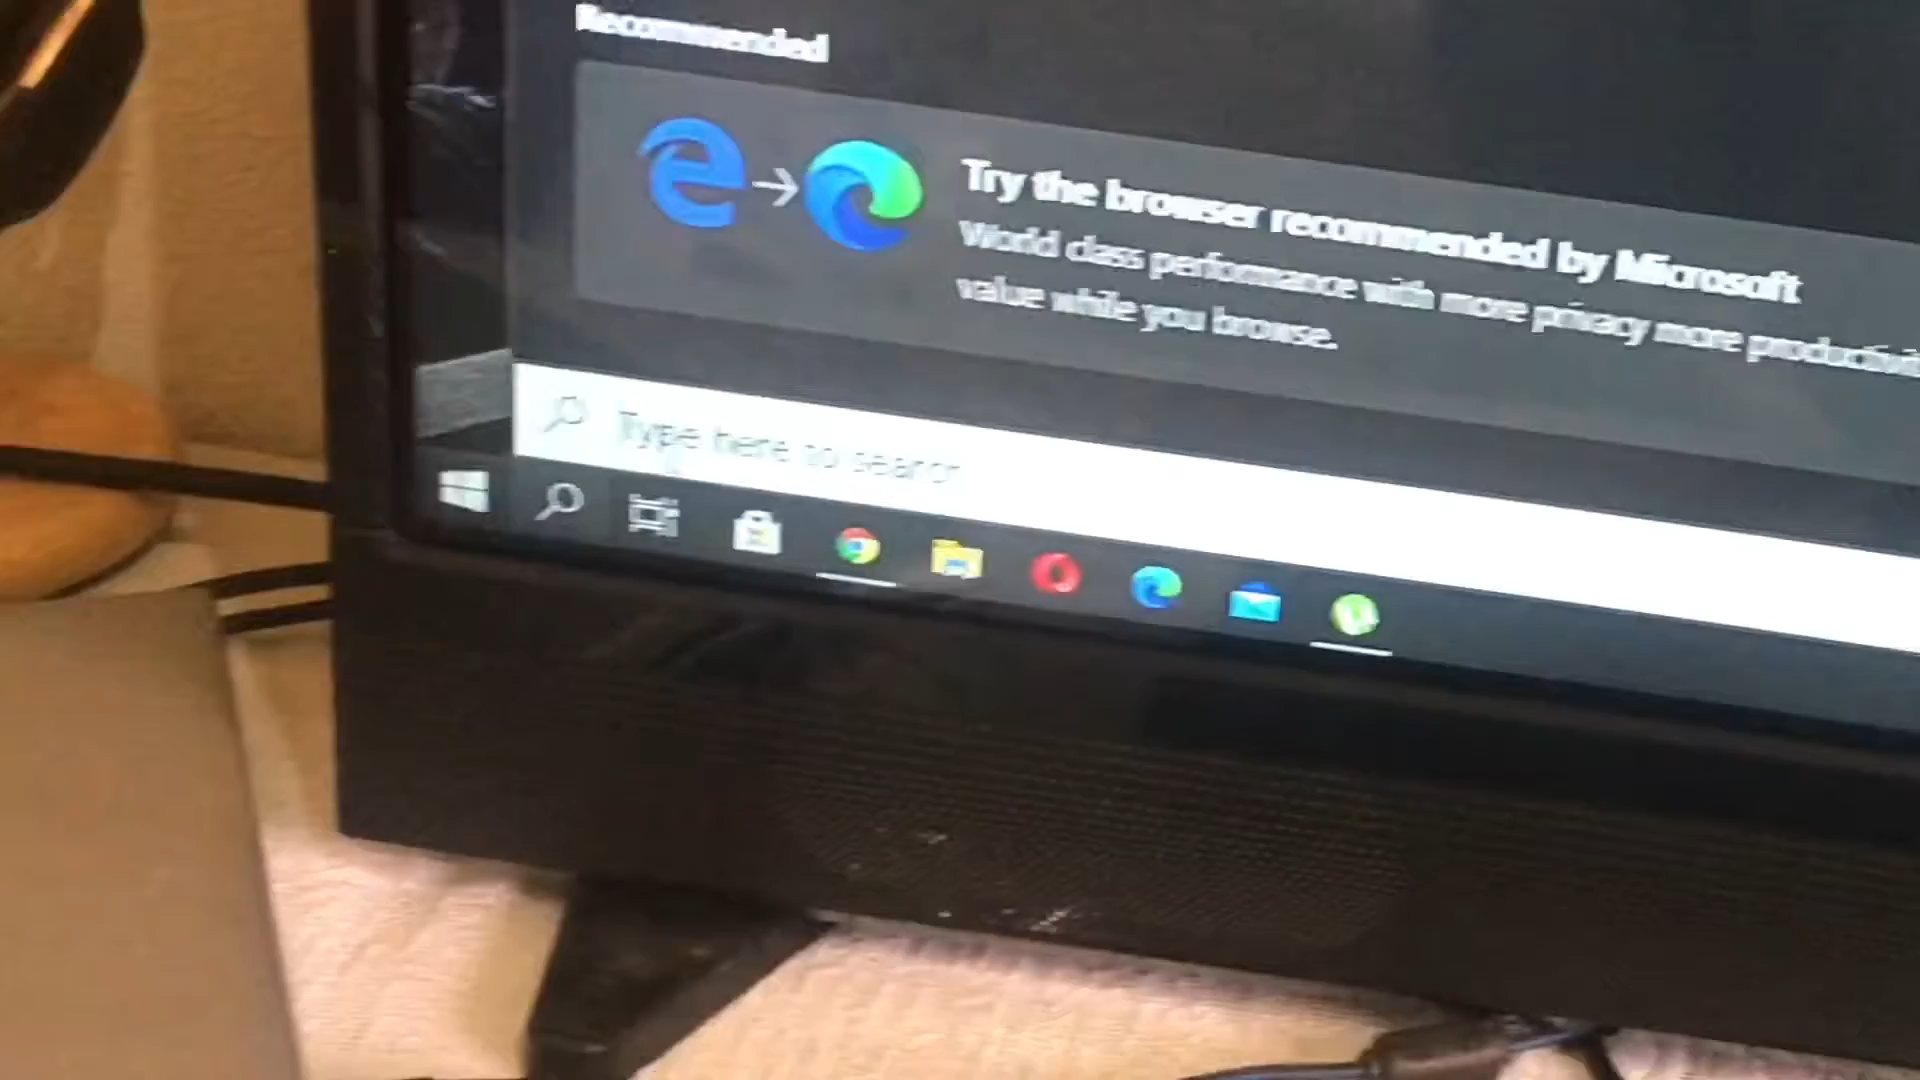 Recommended
Try the browser recommended by Microsoft
World class performance with more privacy more
value while you browse.
Type here to search